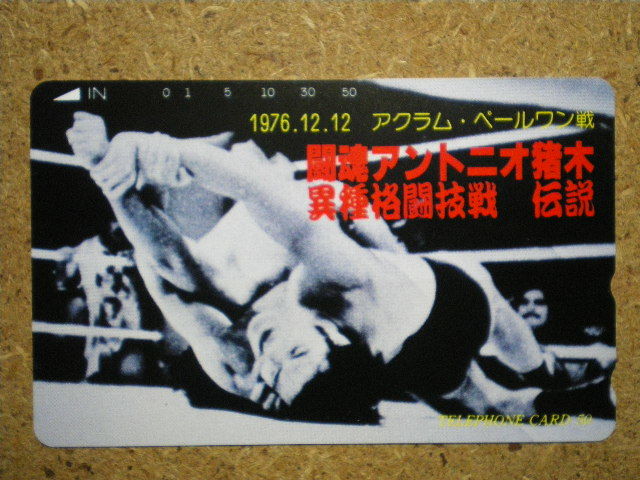 IN 0 1 5 10 30 50
1976.12.12 アクラム・ペールワン戦
闘魂アントニオ猪木
異種格闘技戦 伝説
TELEPHONE CARD 50